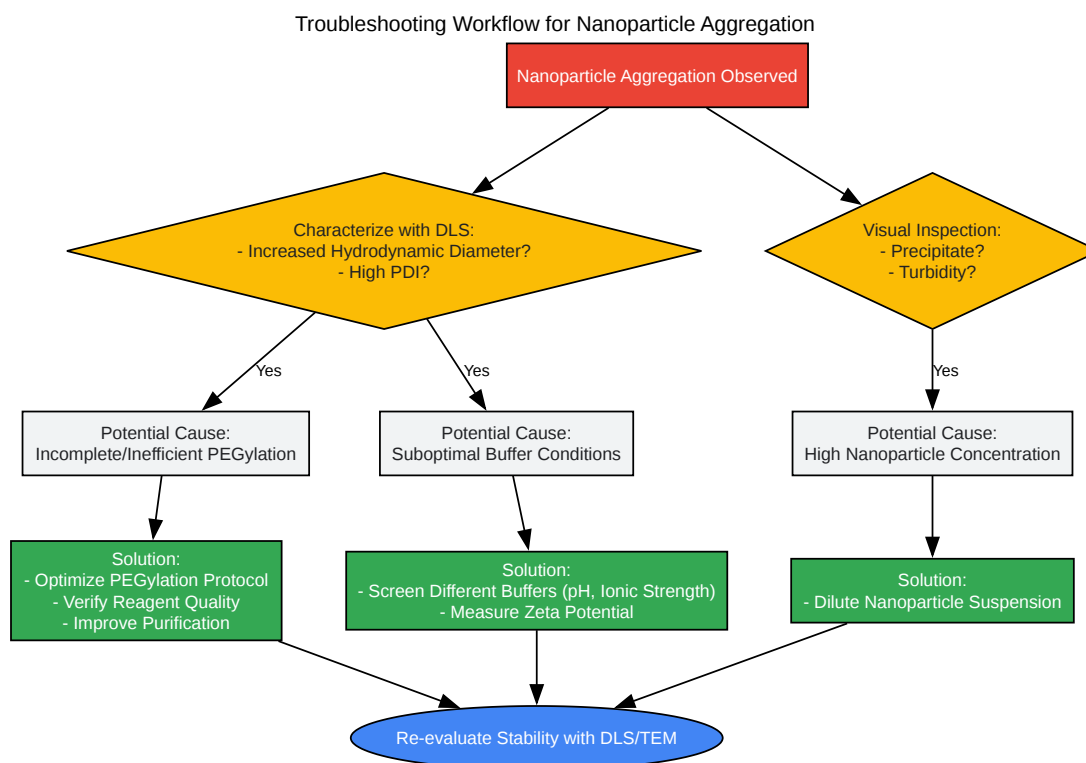 Troubleshooting Workflow for Nanoparticle Aggregation
Nanoparticle Aggregation Observed
Characterize with DLS:
- Increased Hydrodynamic Diameter?
- High PDI?
Visual Inspection:
- Precipitate?
- Turbidity?
Yes
Yes
Yes
Potential Cause:
Incomplete/Inefficient PEGylation
Potential Cause:
Suboptimal Buffer Conditions
Potential Cause:
High Nanoparticle Concentration
Solution:
- Optimize PEGylation Protocol
- Verify Reagent Quality
- Improve Purification
Solution:
- Screen Different Buffers (pH, Ionic Strength)
- Measure Zeta Potential
Solution:
- Dilute Nanoparticle Suspension
Re-evaluate Stability with DLS/TEM